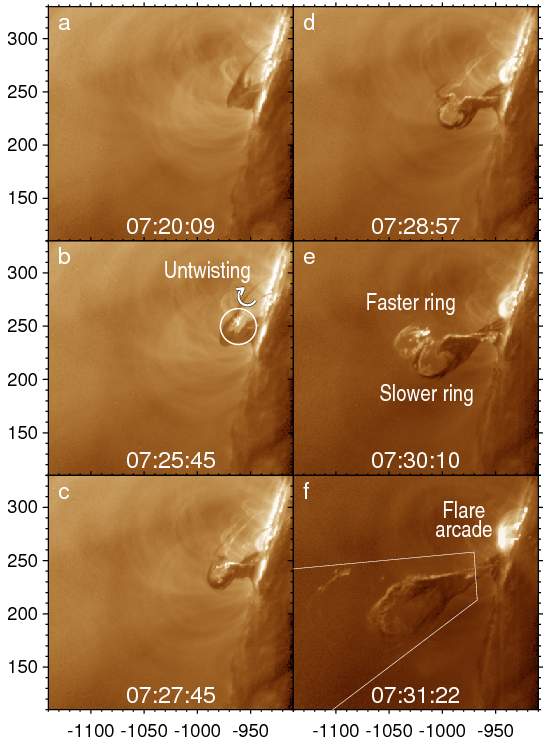 300
250
200
150
a
07:20:09
d
07:28:57
300
250
200
150
b
Untwisting
07:25:45
e
Faster ring
Slower ring
07:30:10
300
250
200
150
c
07:27:45
f
Flare
arcade
07:31:22
-1100 -1050 -1000 -950
-1100 -1050 -1000 -950